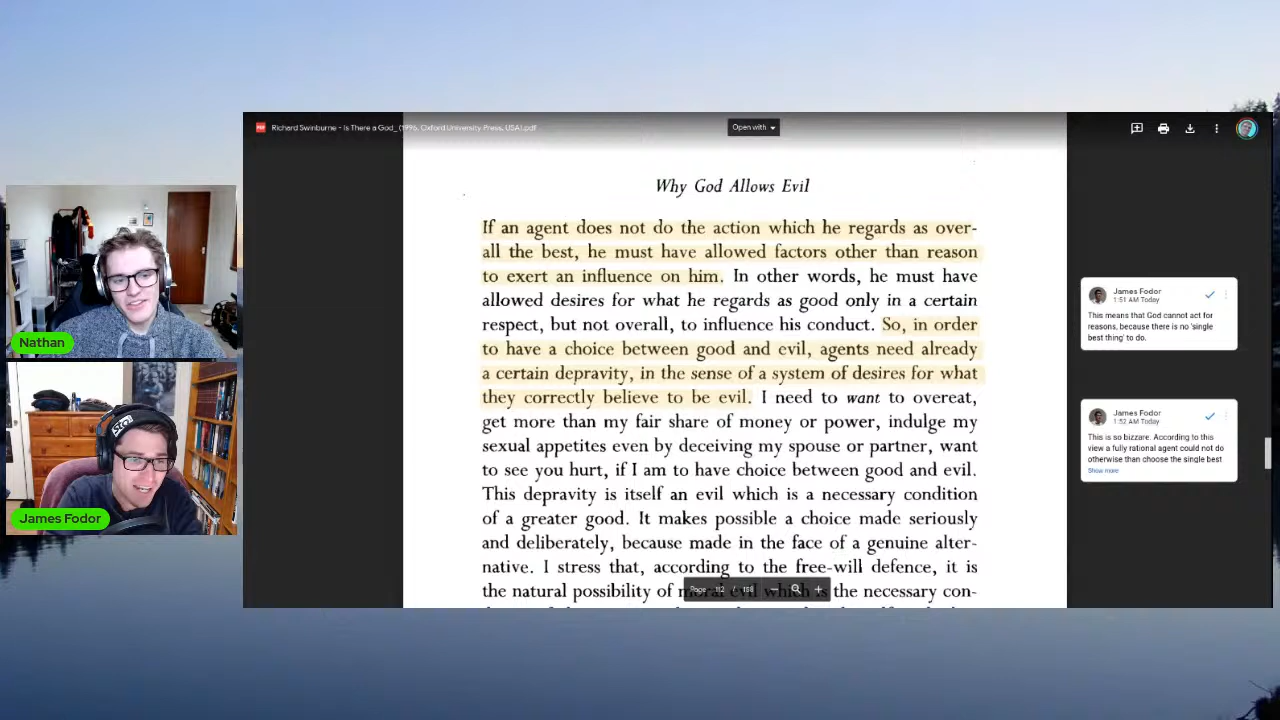 Richard Swinburne - Is There a God_ (1996, Oxford University Press, USA).pdf
Open with
Why God Allows Evil
If an agent does not do the action which he regards as over-
all the best, he must have allowed factors other than reason
to exert an influence on him. In other words, he must have
allowed desires for what he regards as good only in a certain
respect, but not overall, to influence his conduct. So, in order
to have a choice between good and evil, agents need already
a certain depravity, in the sense of a system of desires for what
they correctly believe to be evil. I need to want to overeat,
get more than my fair share of money or power, indulge my
sexual appetites even by deceiving my spouse or partner, want
to see you hurt, if I am to have choice between good and evil.
This depravity is itself an evil which is a necessary condition
of a greater good. It makes possible a choice made seriously
and deliberately, because made in the face of a genuine alter-
native. I stress that, according to the free-will defence, it is
the natural possibility of moral evil which is the necessary con-
Page 112 / 158
James Fodor
1:51 AM Today
This means that God cannot act for
reasons, because there is no 'single
best thing' to do.
James Fodor
1:52 AM Today
This is so bizzare. According to this
view a fully rational agent could not do
otherwise than choose the single best
Show more
Nathan
James Fodor